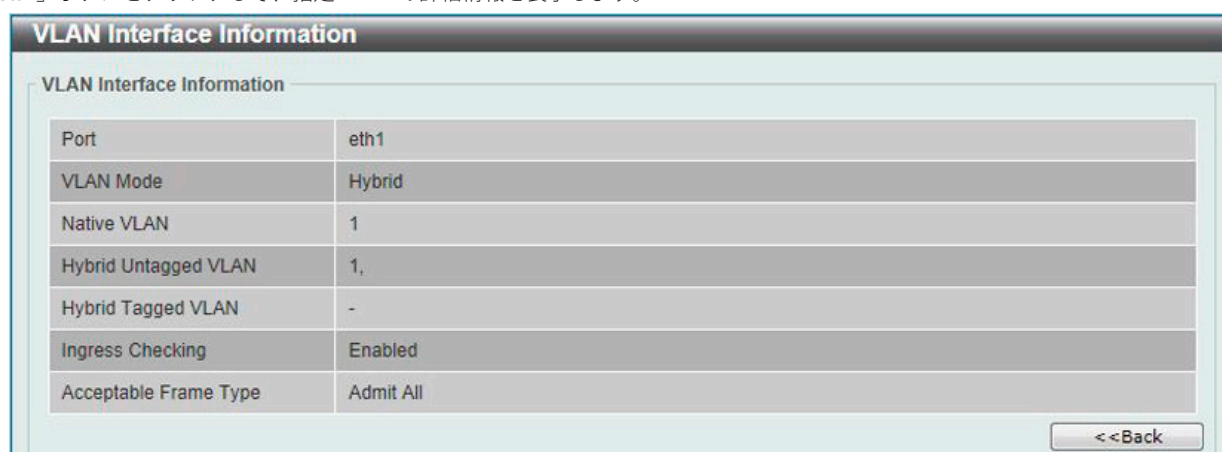 VLAN Interface Information
VLAN Interface Information
Port eth1
VLAN Mode Hybrid
Native VLAN 1
Hybrid Untagged VLAN 1,
Hybrid Tagged VLAN -
Ingress Checking Enabled
Acceptable Frame Type Admit All
<<Back